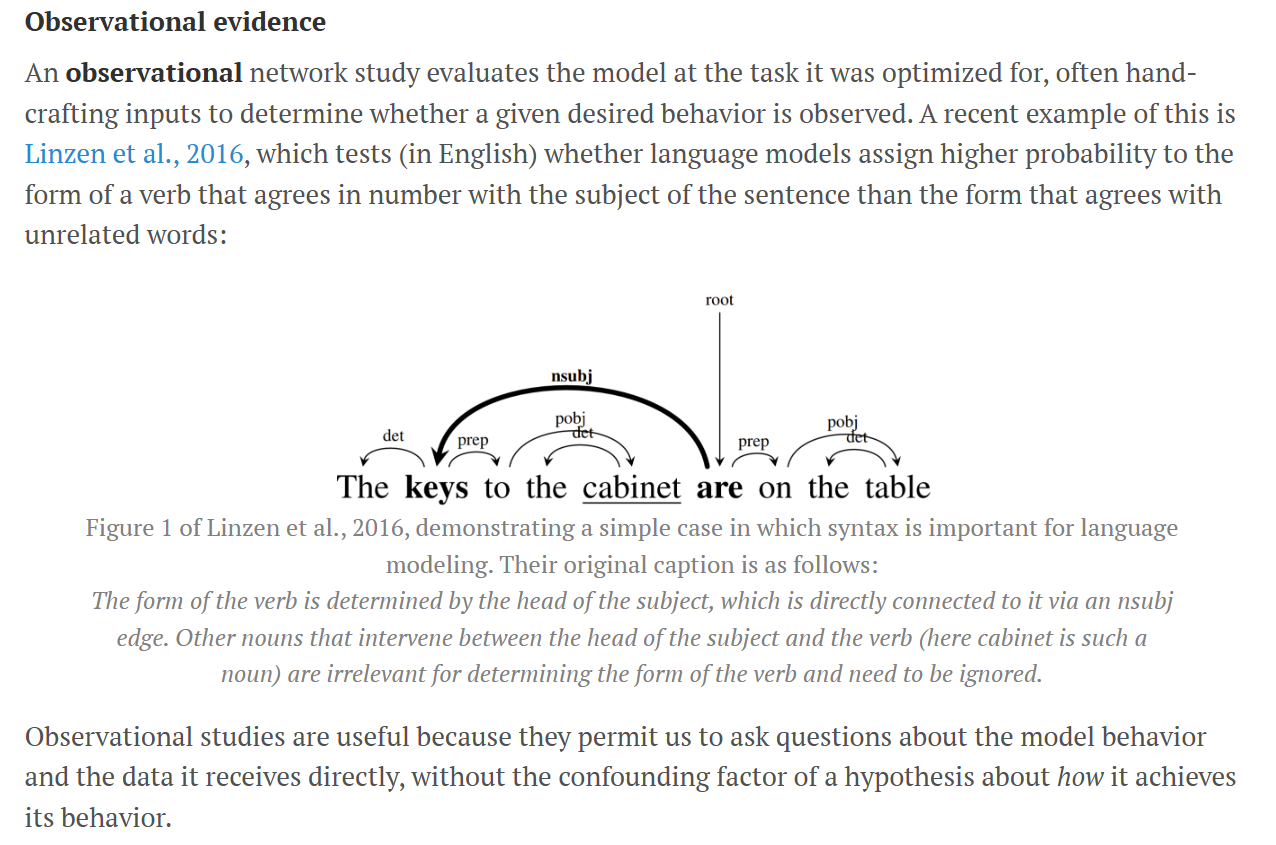 Observational evidence
An observational network study evaluates the model at the task it was optimized for, often hand-
crafting inputs to determine whether a given desired behavior is observed. A recent example of this is
Linzen et al., 2016, which tests (in English) whether language models assign higher probability to the
form of a verb that agrees in number with the subject of the sentence than the form that agrees with
unrelated words:
root
nsubj
pobj
pobj
det
det
det
prep
prep
The keys to the cabinet are on the table
Figure 1 of Linzen et al., 2016, demonstrating a simple case in which syntax is important for language
modeling. Their original caption is as follows:
The form of the verb is determined by the head of the subject, which is directly connected to it via an nsubj
edge. Other nouns that intervene between the head of the subject and the verb (here cabinet is such a
noun) are irrelevant for determining the form of the verb and need to be ignored.
Observational studies are useful because they permit us to ask questions about the model behavior
and the data it receives directly, without the confounding factor of a hypothesis about how it achieves
its behavior.